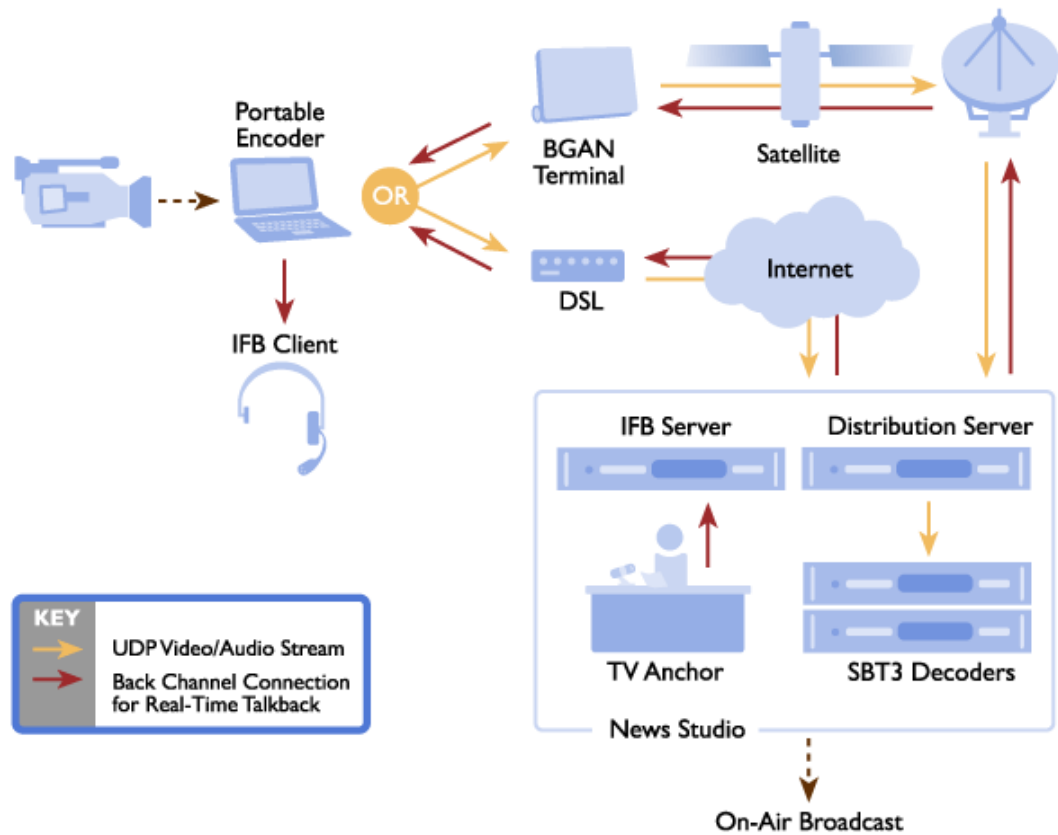 Portable
Encoder
OR
BGAN
Terminal
Satellite
DSL
Internet
IFB Client
IFB Server
Distribution Server
TV Anchor
SBT3 Decoders
News Studio
On-Air Broadcast
KEY
UDP Video/Audio Stream
Back Channel Connection
for Real-Time Talkback